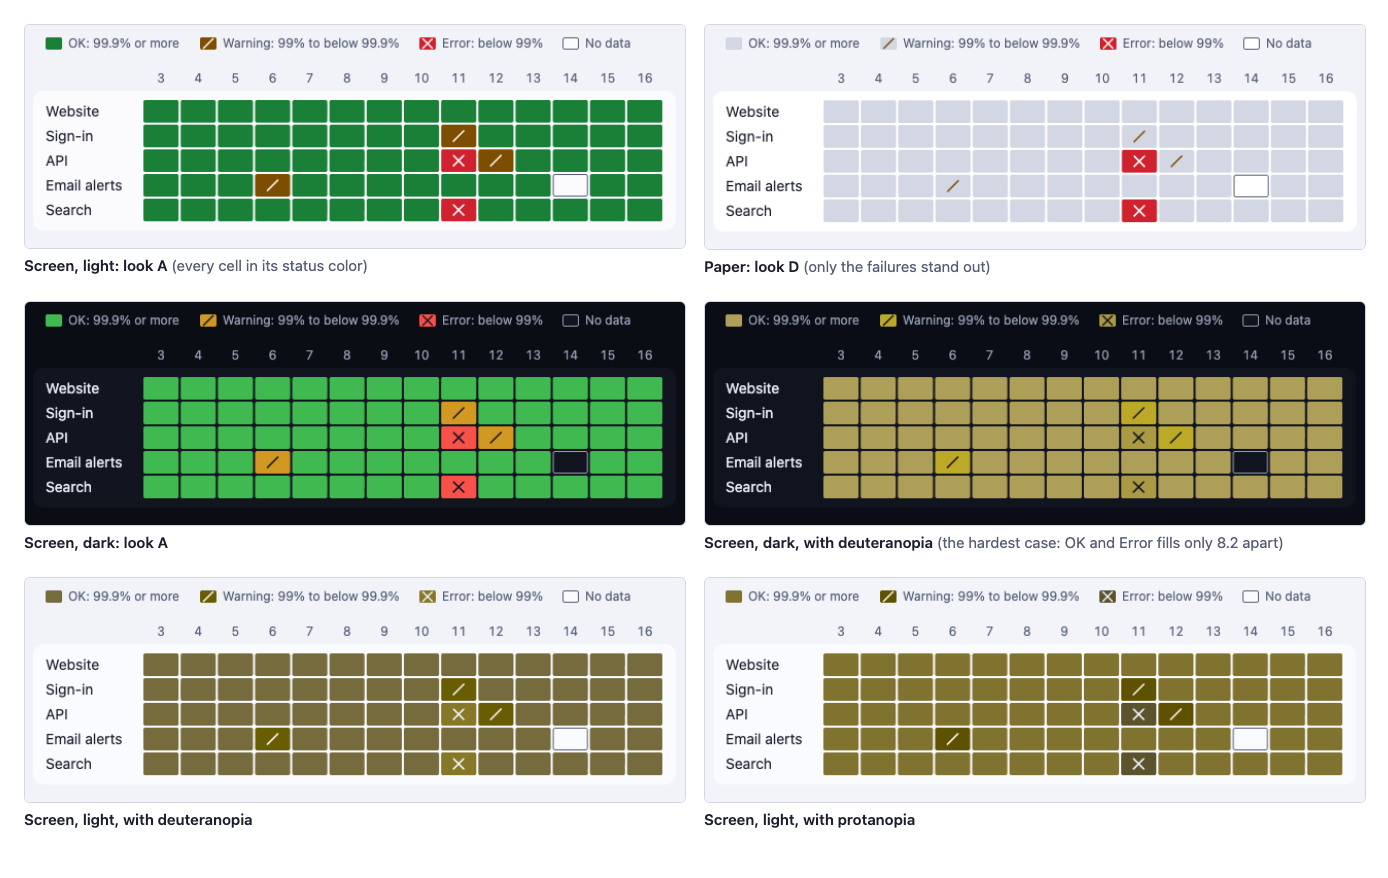 OK: 99.9% or more Warning: 99% to below 99.9% Error: below 99% No data
3 4 5 6 7 8 9 10 11 12 13 14 15 16
Website
Sign-in
API
Email alerts
Search
Screen, light: look A (every cell in its status color)
OK: 99.9% or more Warning: 99% to below 99.9% Error: below 99% No data
3 4 5 6 7 8 9 10 11 12 13 14 15 16
Website
Sign-in
API
Email alerts
Search
Paper: look D (only the failures stand out)
OK: 99.9% or more Warning: 99% to below 99.9% Error: below 99% No data
3 4 5 6 7 8 9 10 11 12 13 14 15 16
Website
Sign-in
API
Email alerts
Search
Screen, dark: look A
OK: 99.9% or more Warning: 99% to below 99.9% Error: below 99% No data
3 4 5 6 7 8 9 10 11 12 13 14 15 16
Website
Sign-in
API
Email alerts
Search
Screen, dark, with deuteranopia (the hardest case: OK and Error fills only 8.2 apart)
OK: 99.9% or more Warning: 99% to below 99.9% Error: below 99% No data
3 4 5 6 7 8 9 10 11 12 13 14 15 16
Website
Sign-in
API
Email alerts
Search
Screen, light, with deuteranopia
OK: 99.9% or more Warning: 99% to below 99.9% Error: below 99% No data
3 4 5 6 7 8 9 10 11 12 13 14 15 16
Website
Sign-in
API
Email alerts
Search
Screen, light, with protanopia